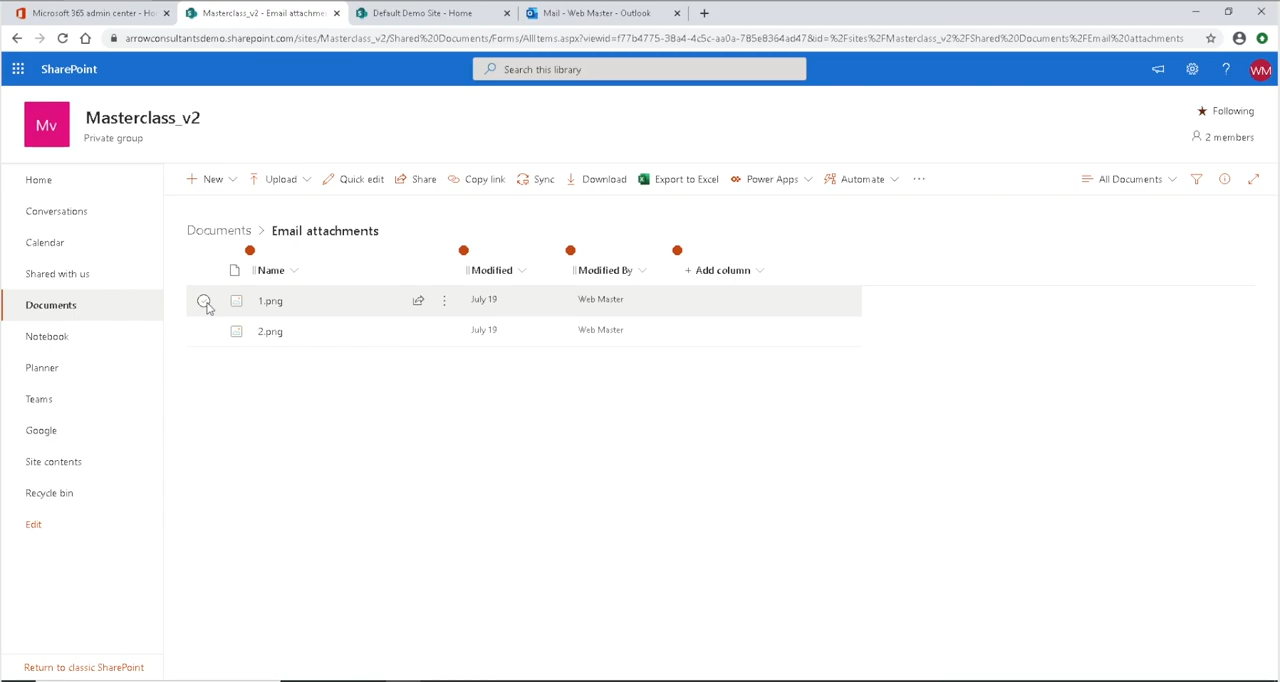 Microsoft 365 admin center - Ho
Masterclass_v2 - Email attachme
Default Demo Site - Home
Mail - Web Master - Outlook
arrowconsultantsdemo.sharepoint.com/sites/Masterclass_v2/Shared%20Documents/Forms/AllItems.aspx?viewid=f77b4775-38a4-4c5c-aa0a-785e8364ad47&id=%2Fsites%2FMasterclass_v2%2FShared%20Documents%2FEmail%20attachments
SharePoint
Search this library
WM
Mv
Masterclass_v2
Private group
Following
2 members
Home
Conversations
Calendar
Shared with us
Documents
Notebook
Planner
Teams
Google
Site contents
Recycle bin
Edit
Return to classic SharePoint
New Upload Quick edit Share Copy link Sync Download Export to Excel Power Apps Automate All Documents
Documents > Email attachments
Name Modified Modified By + Add column
1.png July 19 Web Master
2.png July 19 Web Master